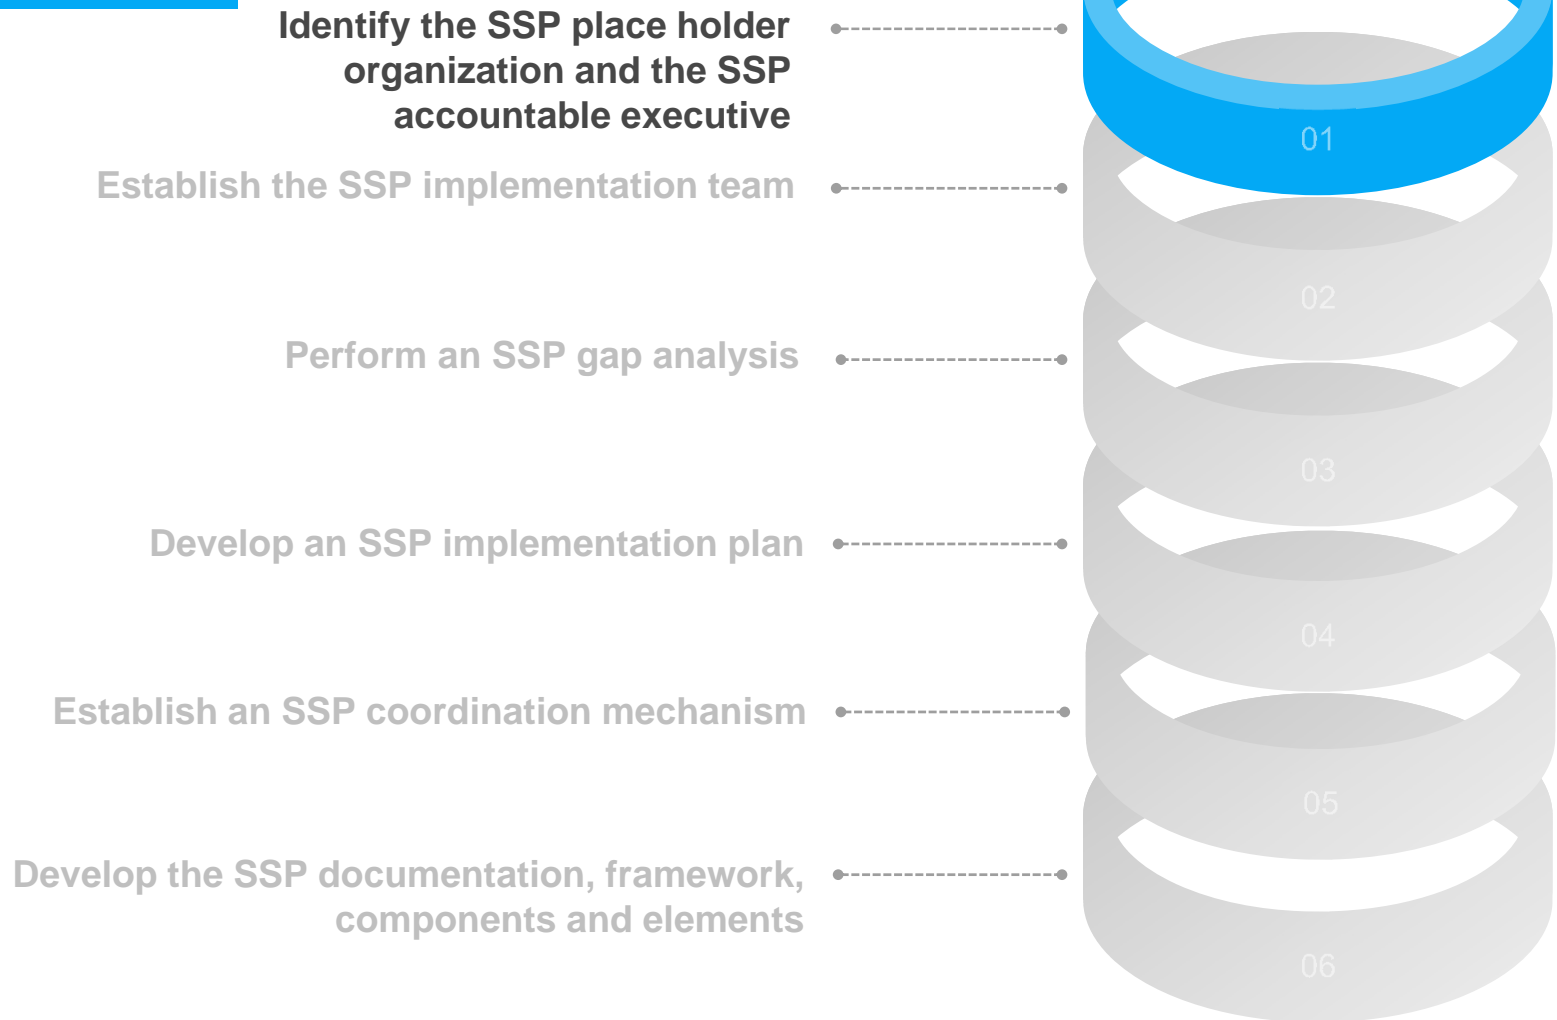 Identify the SSP place holder
organization and the SSP
accountable executive
01
Establish the SSP implementation team
02
Perform an SSP gap analysis
03
Develop an SSP implementation plan
04
Establish an SSP coordination mechanism
05
Develop the SSP documentation, framework,
components and elements
06